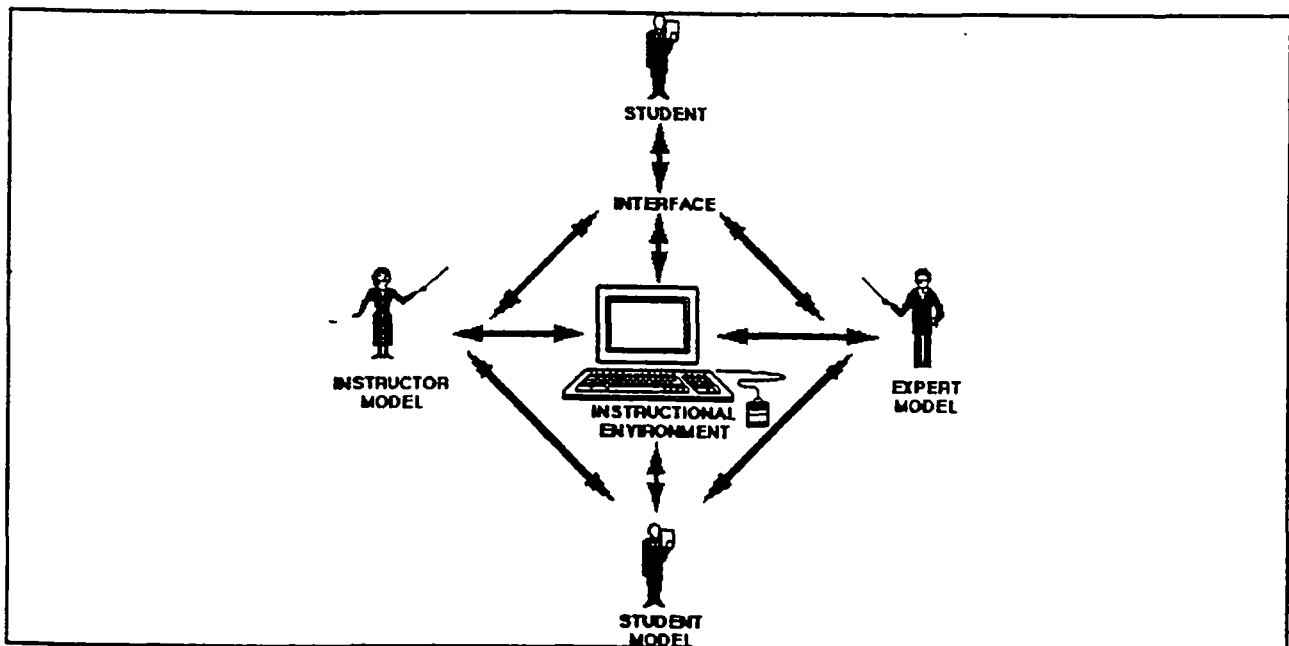 STUDENT
INTERFACE
INSTRUCTOR
MODEL
INSTRUCTIONAL
ENVIRONMENT
EXPERT
MODEL
STUDENT
MODEL